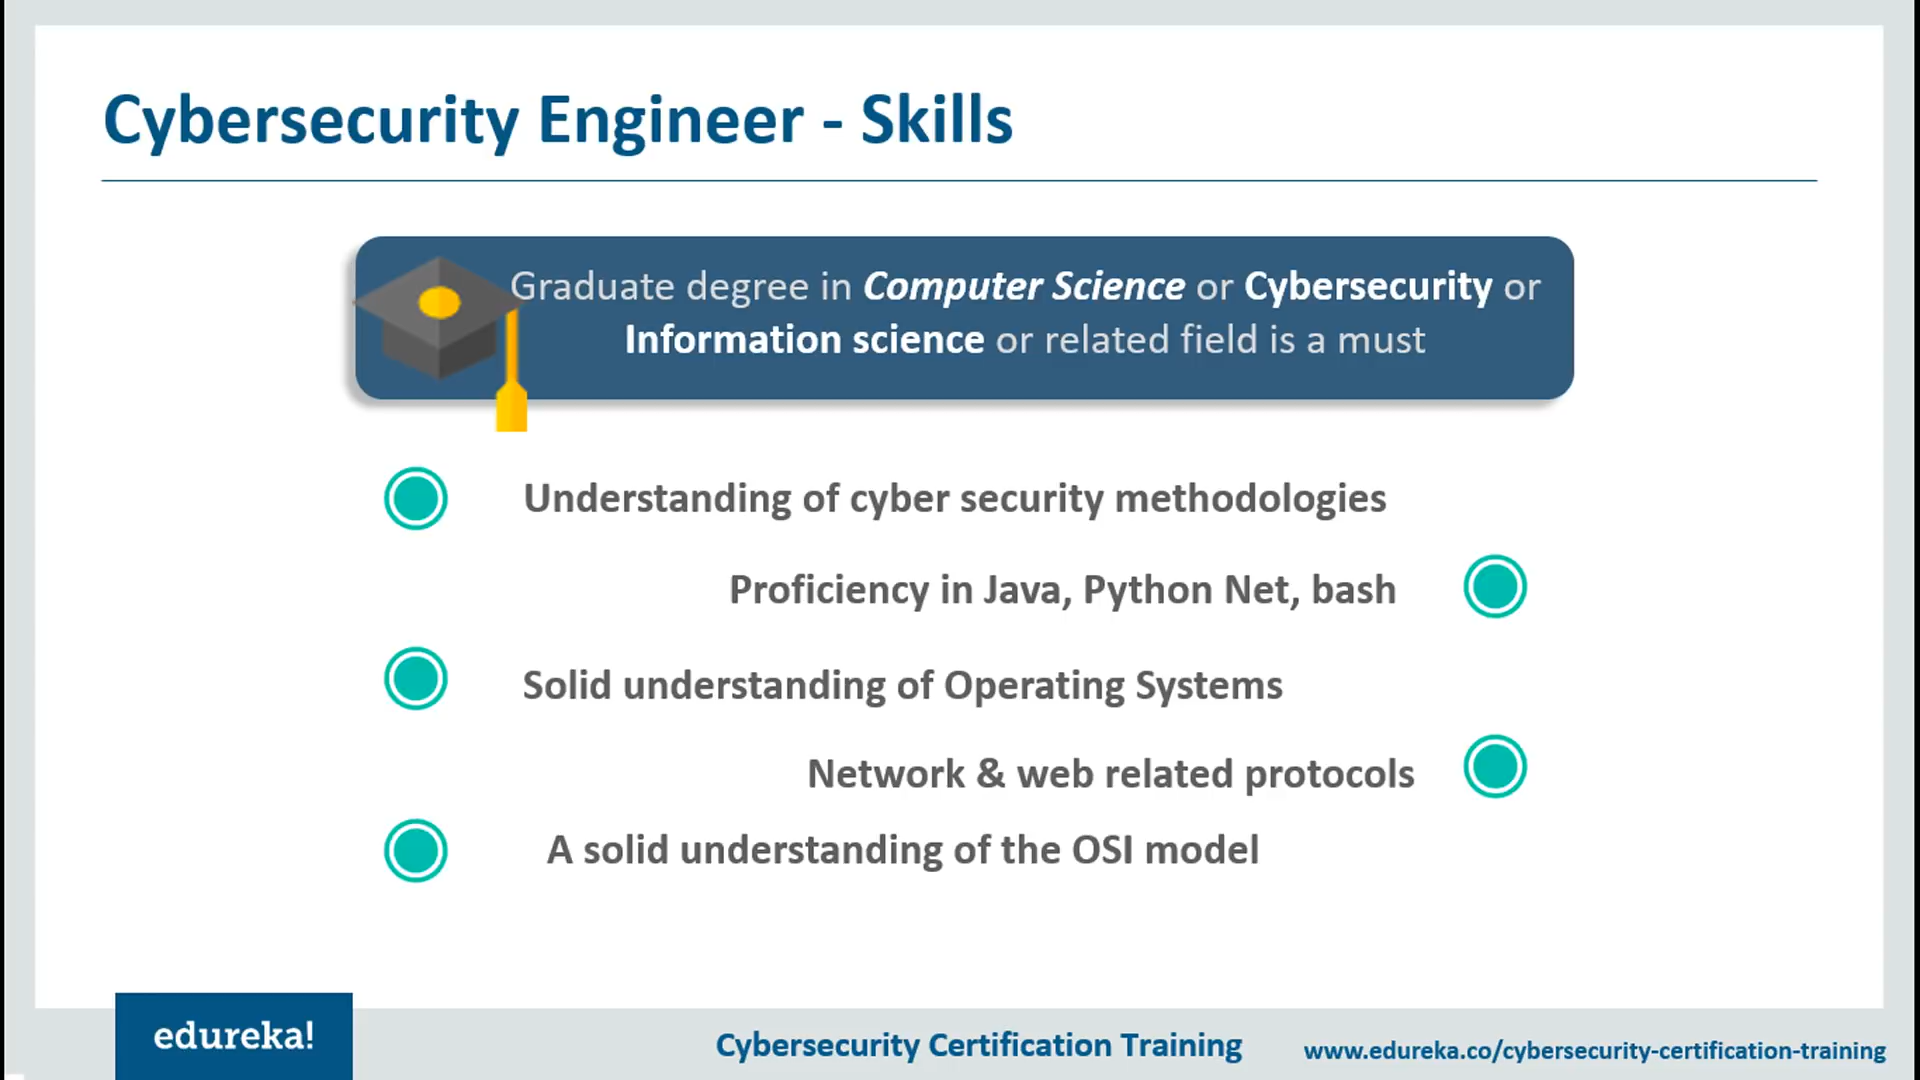 Cybersecurity Engineer - Skills
Graduate degree in Computer Science or Cybersecurity or
Information science or related field is a must
Understanding of cyber security methodologies
Proficiency in Java, Python Net, bash
Solid understanding of Operating Systems
Network & web related protocols
A solid understanding of the OSI model
edureka!
Cybersecurity Certification Training
www.edureka.co/cybersecurity-certification-training